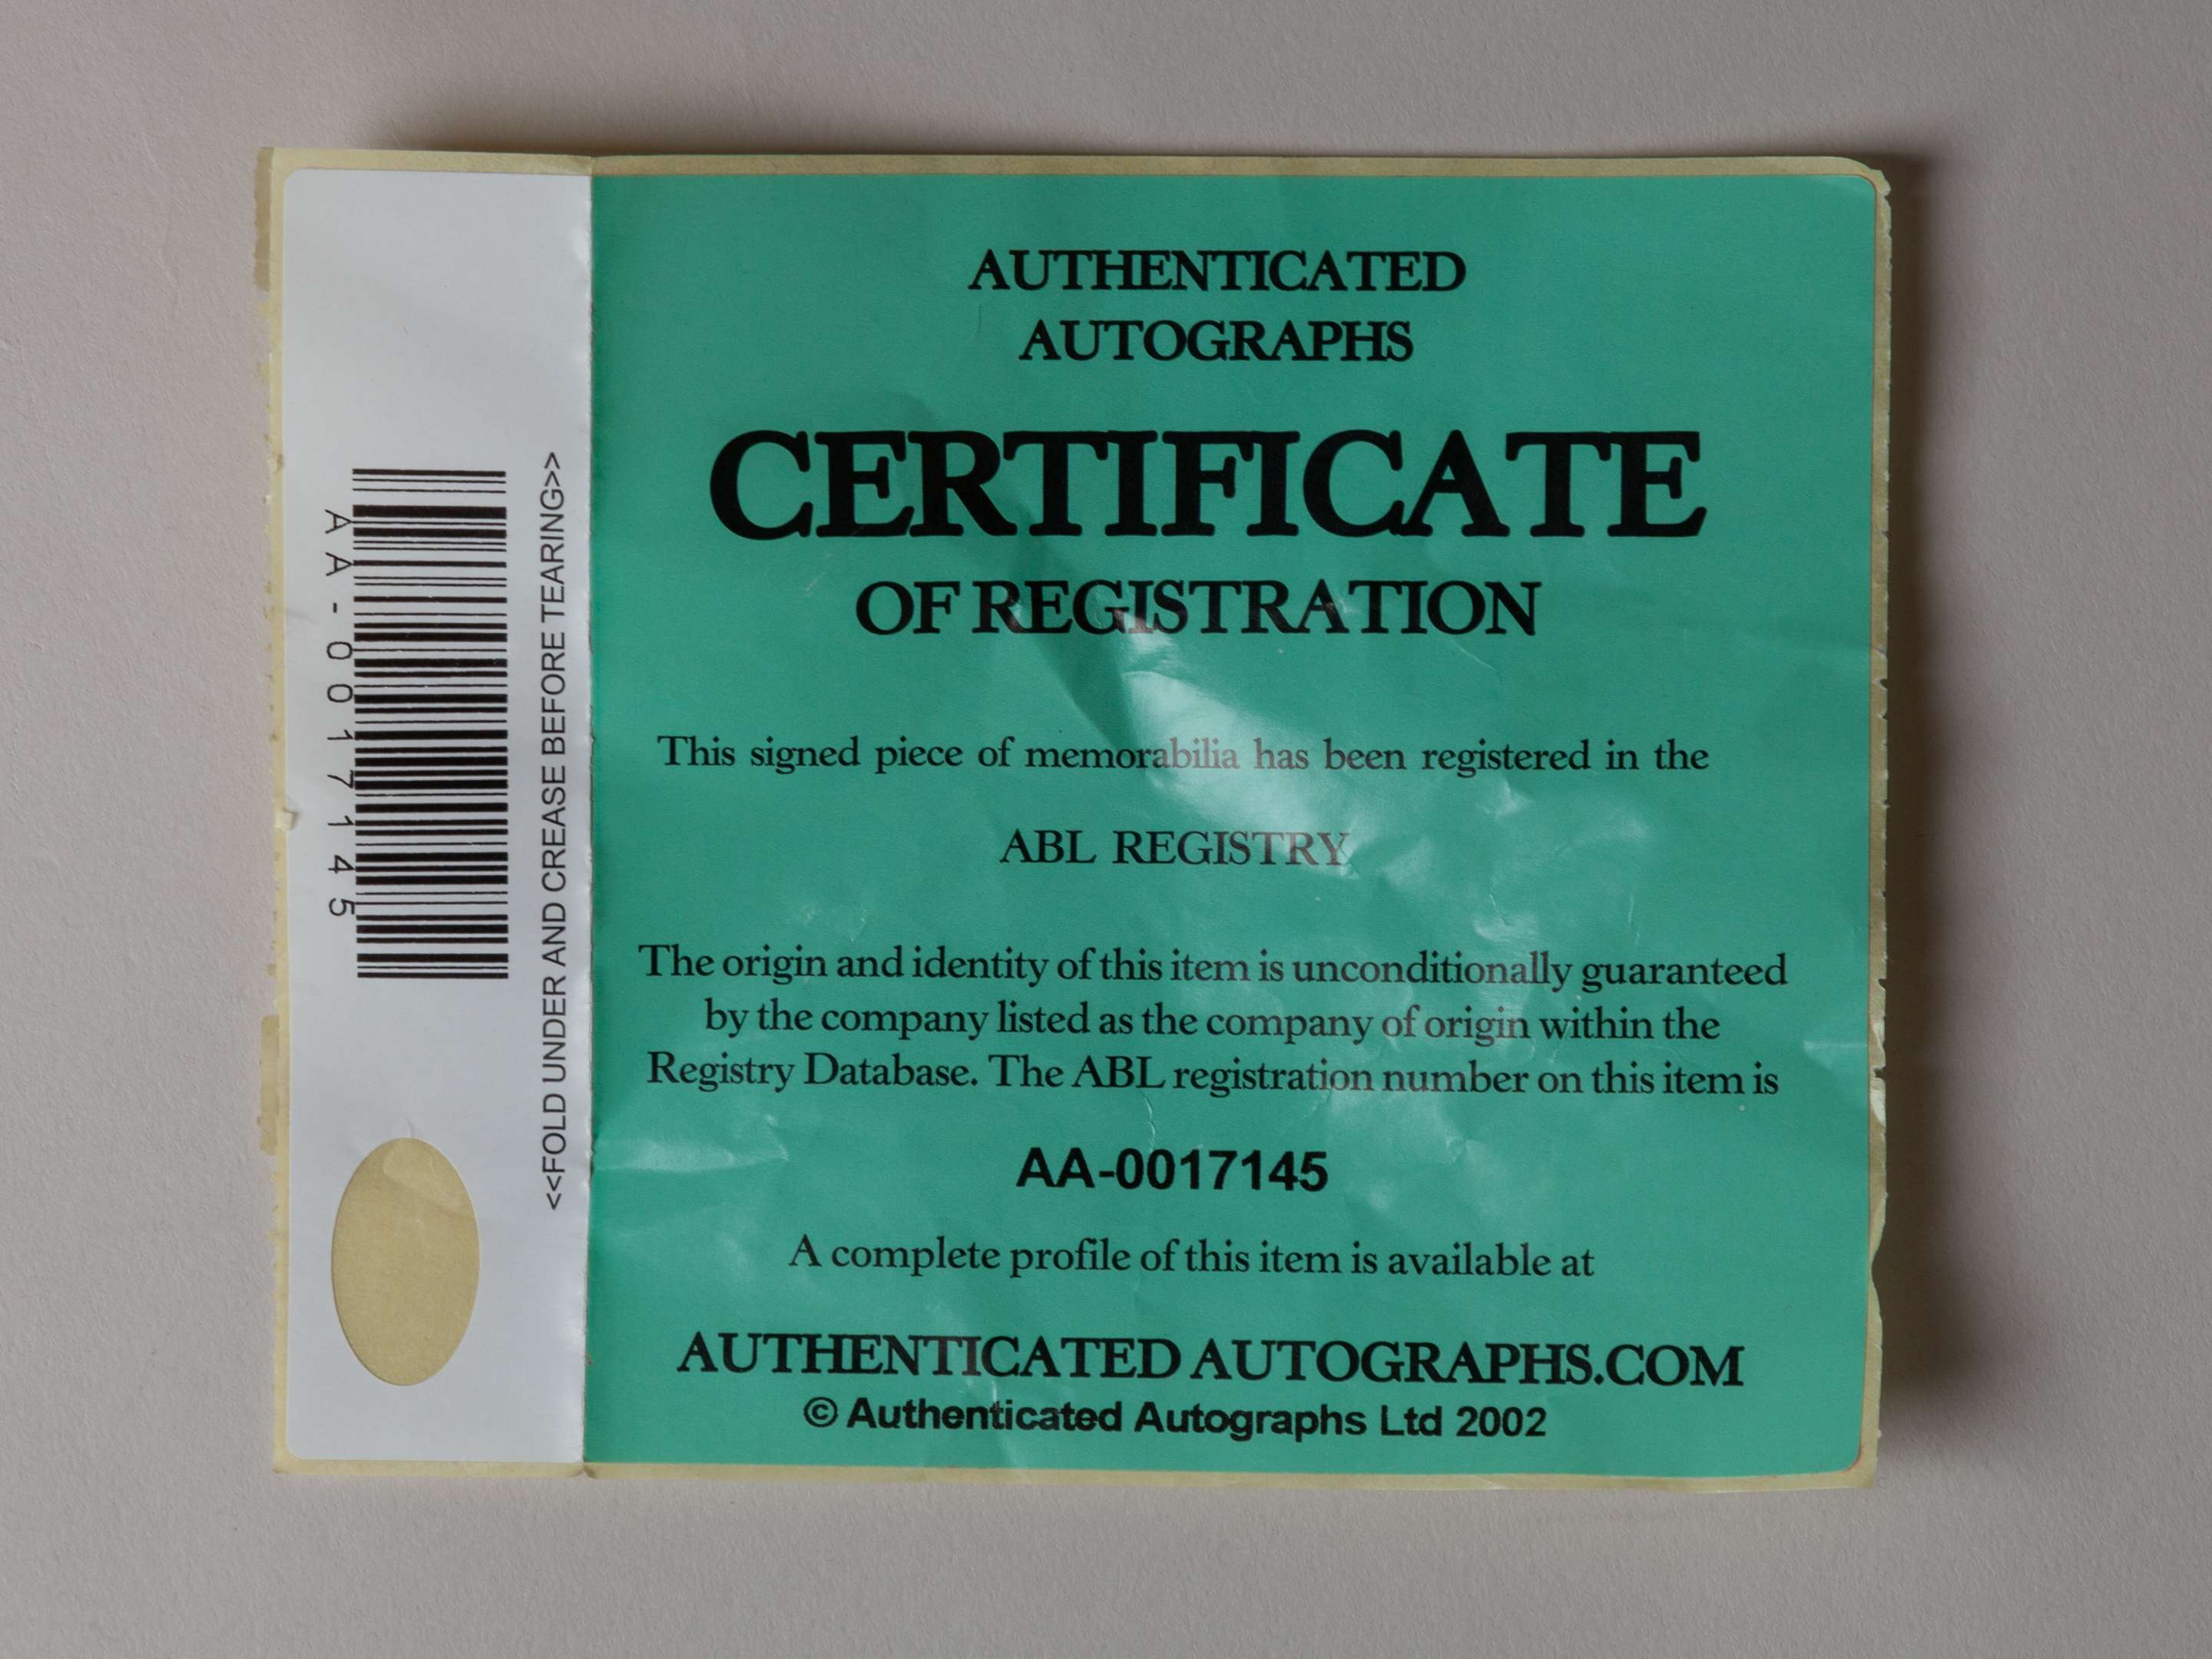 AA-0017145
<<FOLD UNDER AND CREASE BEFORE TEARING>>
AUTHENTICATED
AUTOGRAPHS
CERTIFICATE
OF REGISTRATION
This signed piece of memorabilia has been registered in the
ABL REGISTRY
The origin and identity of this item is unconditionally guaranteed
by the company listed as the company of origin within the
Registry Database. The ABL registration number on this item is
AA-0017145
A complete profile of this item is available at
AUTHENTICATED AUTOGRAPHS.COM
© Authenticated Autographs Ltd 2002